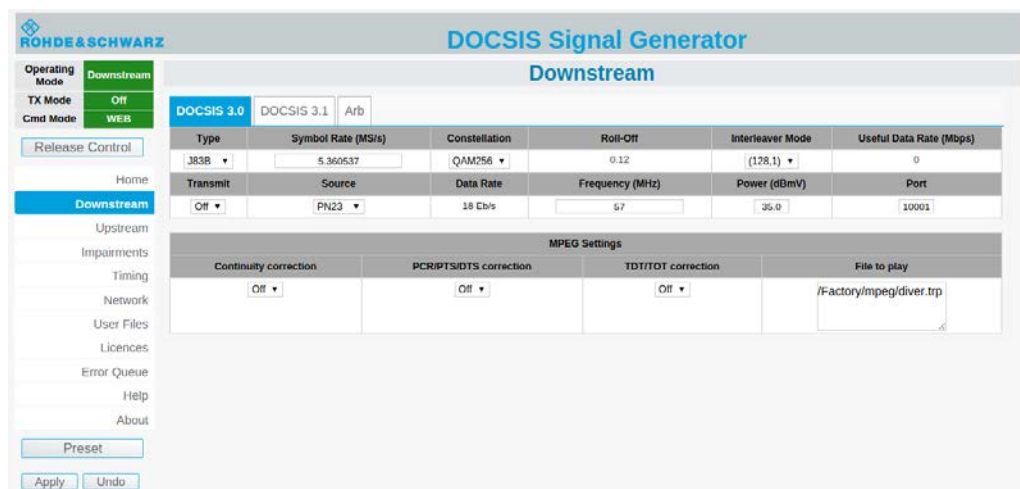 ROHDE&SCHWARZ
DOCSIS Signal Generator
Operating Mode Downstream
TX Mode Off
Cmd Mode WEB
Release Control
Home
Downstream
Upstream
Impairments
Timing
Network
User Files
Licences
Error Queue
Help
About
Preset
Apply Undo
Downstream
DOCSIS 3.0 DOCSIS 3.1 Arb
Type Symbol Rate (MS/s) Constellation Roll-Off Interleaver Mode Useful Data Rate (Mbps)
J83B 5.360537 QAM256 0.12 (128,1) 0
Transmit Source Data Rate Frequency (MHz) Power (dBmV) Port
Off PN23 18 Eb/s 57 35.0 10001
MPEG Settings
Continuity correction PCR/PTS/DTS correction TDT/TOT correction File to play
Off Off Off /Factory/mpeg/diver.trp